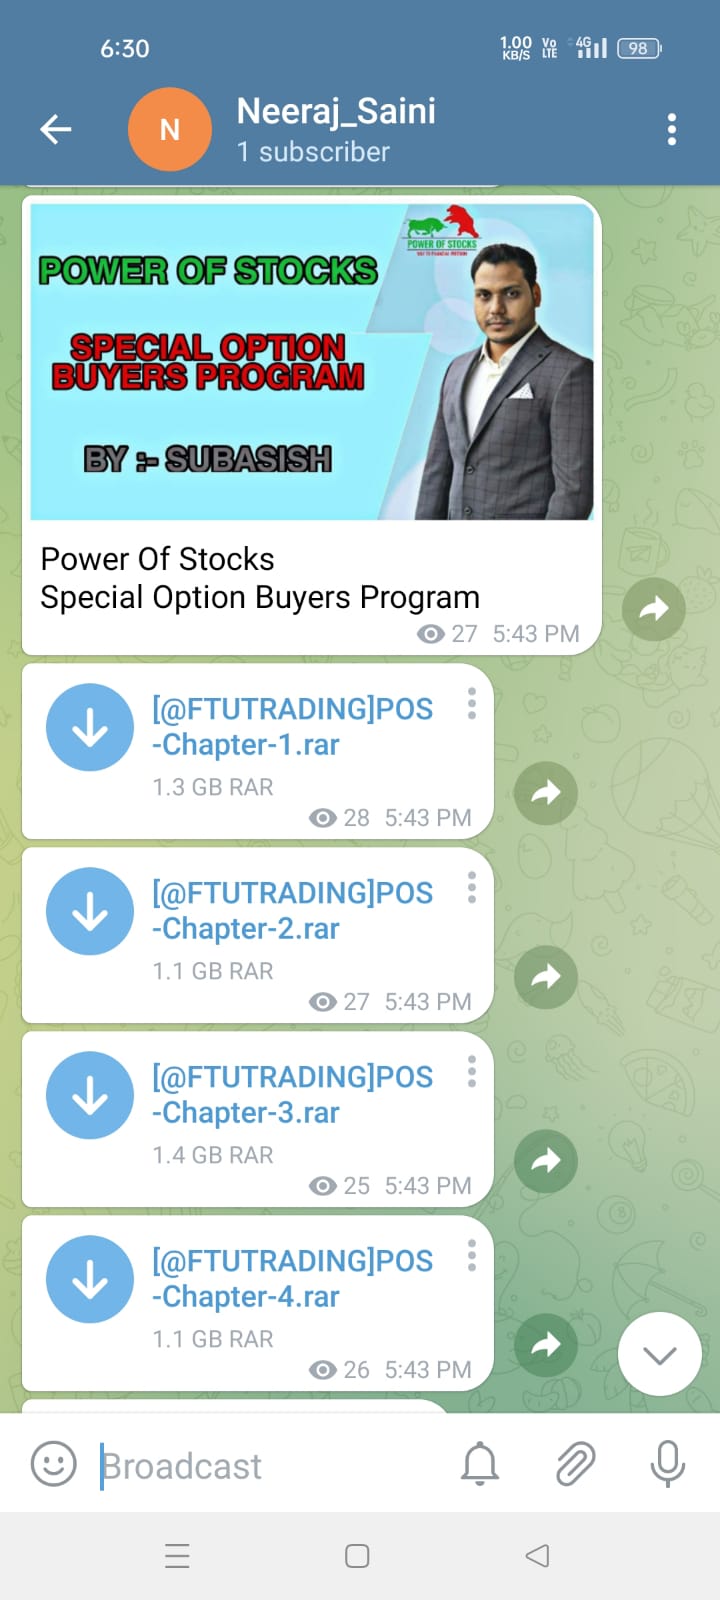 6:30
1.00 KB/S Vo LTE 4G 98
N
Neeraj_Saini
1 subscriber
POWER OF STOCKS
POWER OF STOCKS
SPECIAL OPTION
BUYERS PROGRAM
BY :- SUBASISH
Power Of Stocks
Special Option Buyers Program
27 5:43 PM
[@FTUTRADING]POS
-Chapter-1.rar
1.3 GB RAR
28 5:43 PM
[@FTUTRADING]POS
-Chapter-2.rar
1.1 GB RAR
27 5:43 PM
[@FTUTRADING]POS
-Chapter-3.rar
1.4 GB RAR
25 5:43 PM
[@FTUTRADING]POS
-Chapter-4.rar
1.1 GB RAR
26 5:43 PM
Broadcast